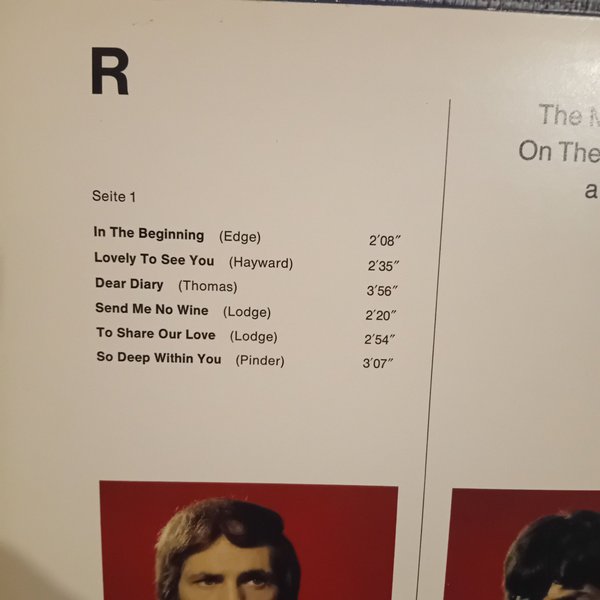 R
The
On The
a
Seite 1
In The Beginning (Edge) 2′08″
Lovely To See You (Hayward) 2′35″
Dear Diary (Thomas) 3′56″
Send Me No Wine (Lodge) 2′20″
To Share Our Love (Lodge) 2′54″
So Deep Within You (Pinder) 3′07″